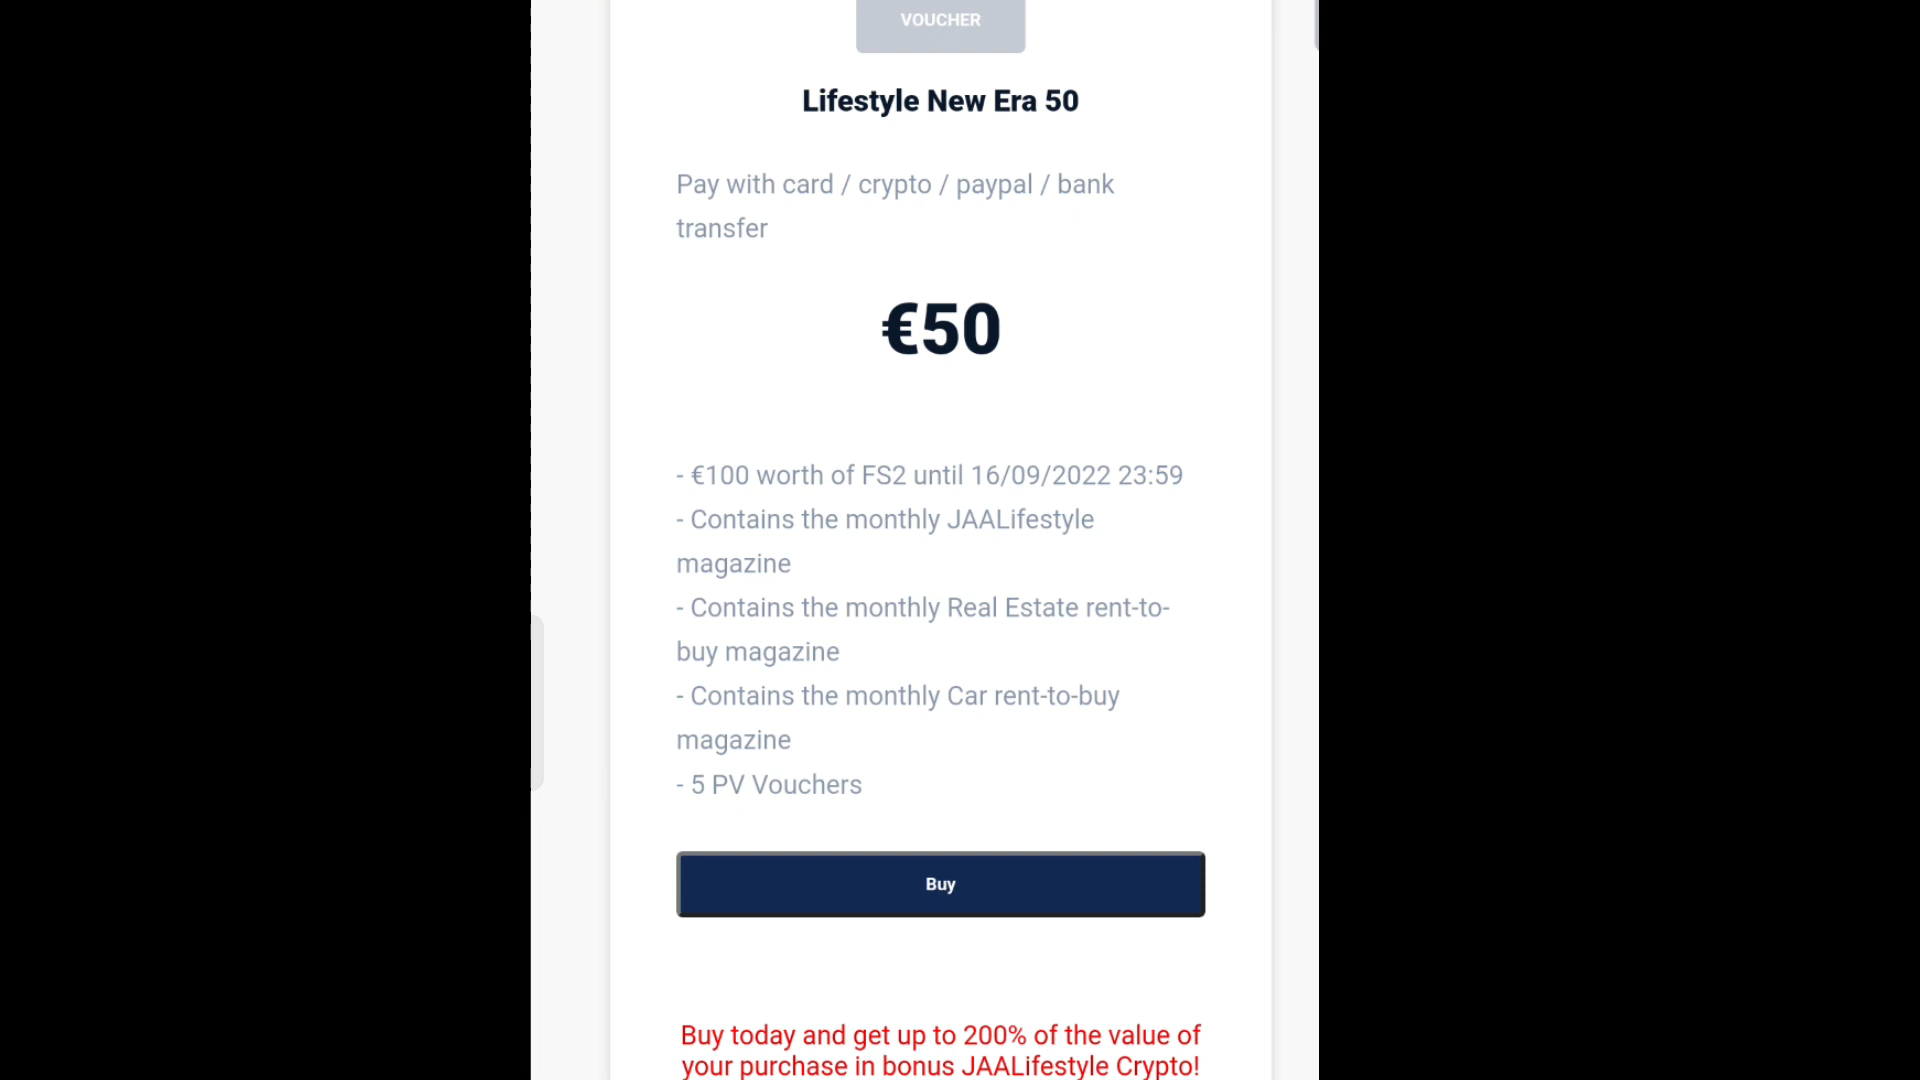 VOUCHER
Lifestyle New Era 50
Pay with card / crypto / paypal / bank
transfer
€50
- €100 worth of FS2 until 16/09/2022 23:59
- Contains the monthly JAALifestyle
magazine
- Contains the monthly Real Estate rent-to-
buy magazine
- Contains the monthly Car rent-to-buy
magazine
- 5 PV Vouchers
Buy
Buy today and get up to 200% of the value of
your purchase in bonus JAALifestyle Crypto!